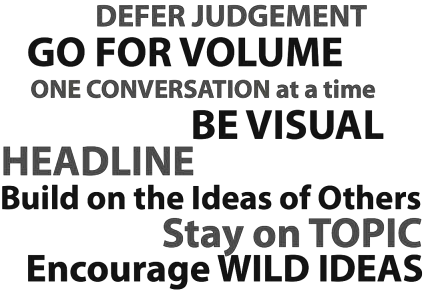 DEFER JUDGEMENT
GO FOR VOLUME
ONE CONVERSATION at a time
BE VISUAL
HEADLINE
Build on the Ideas of Others
Stay on TOPIC
Encourage WILD IDEAS